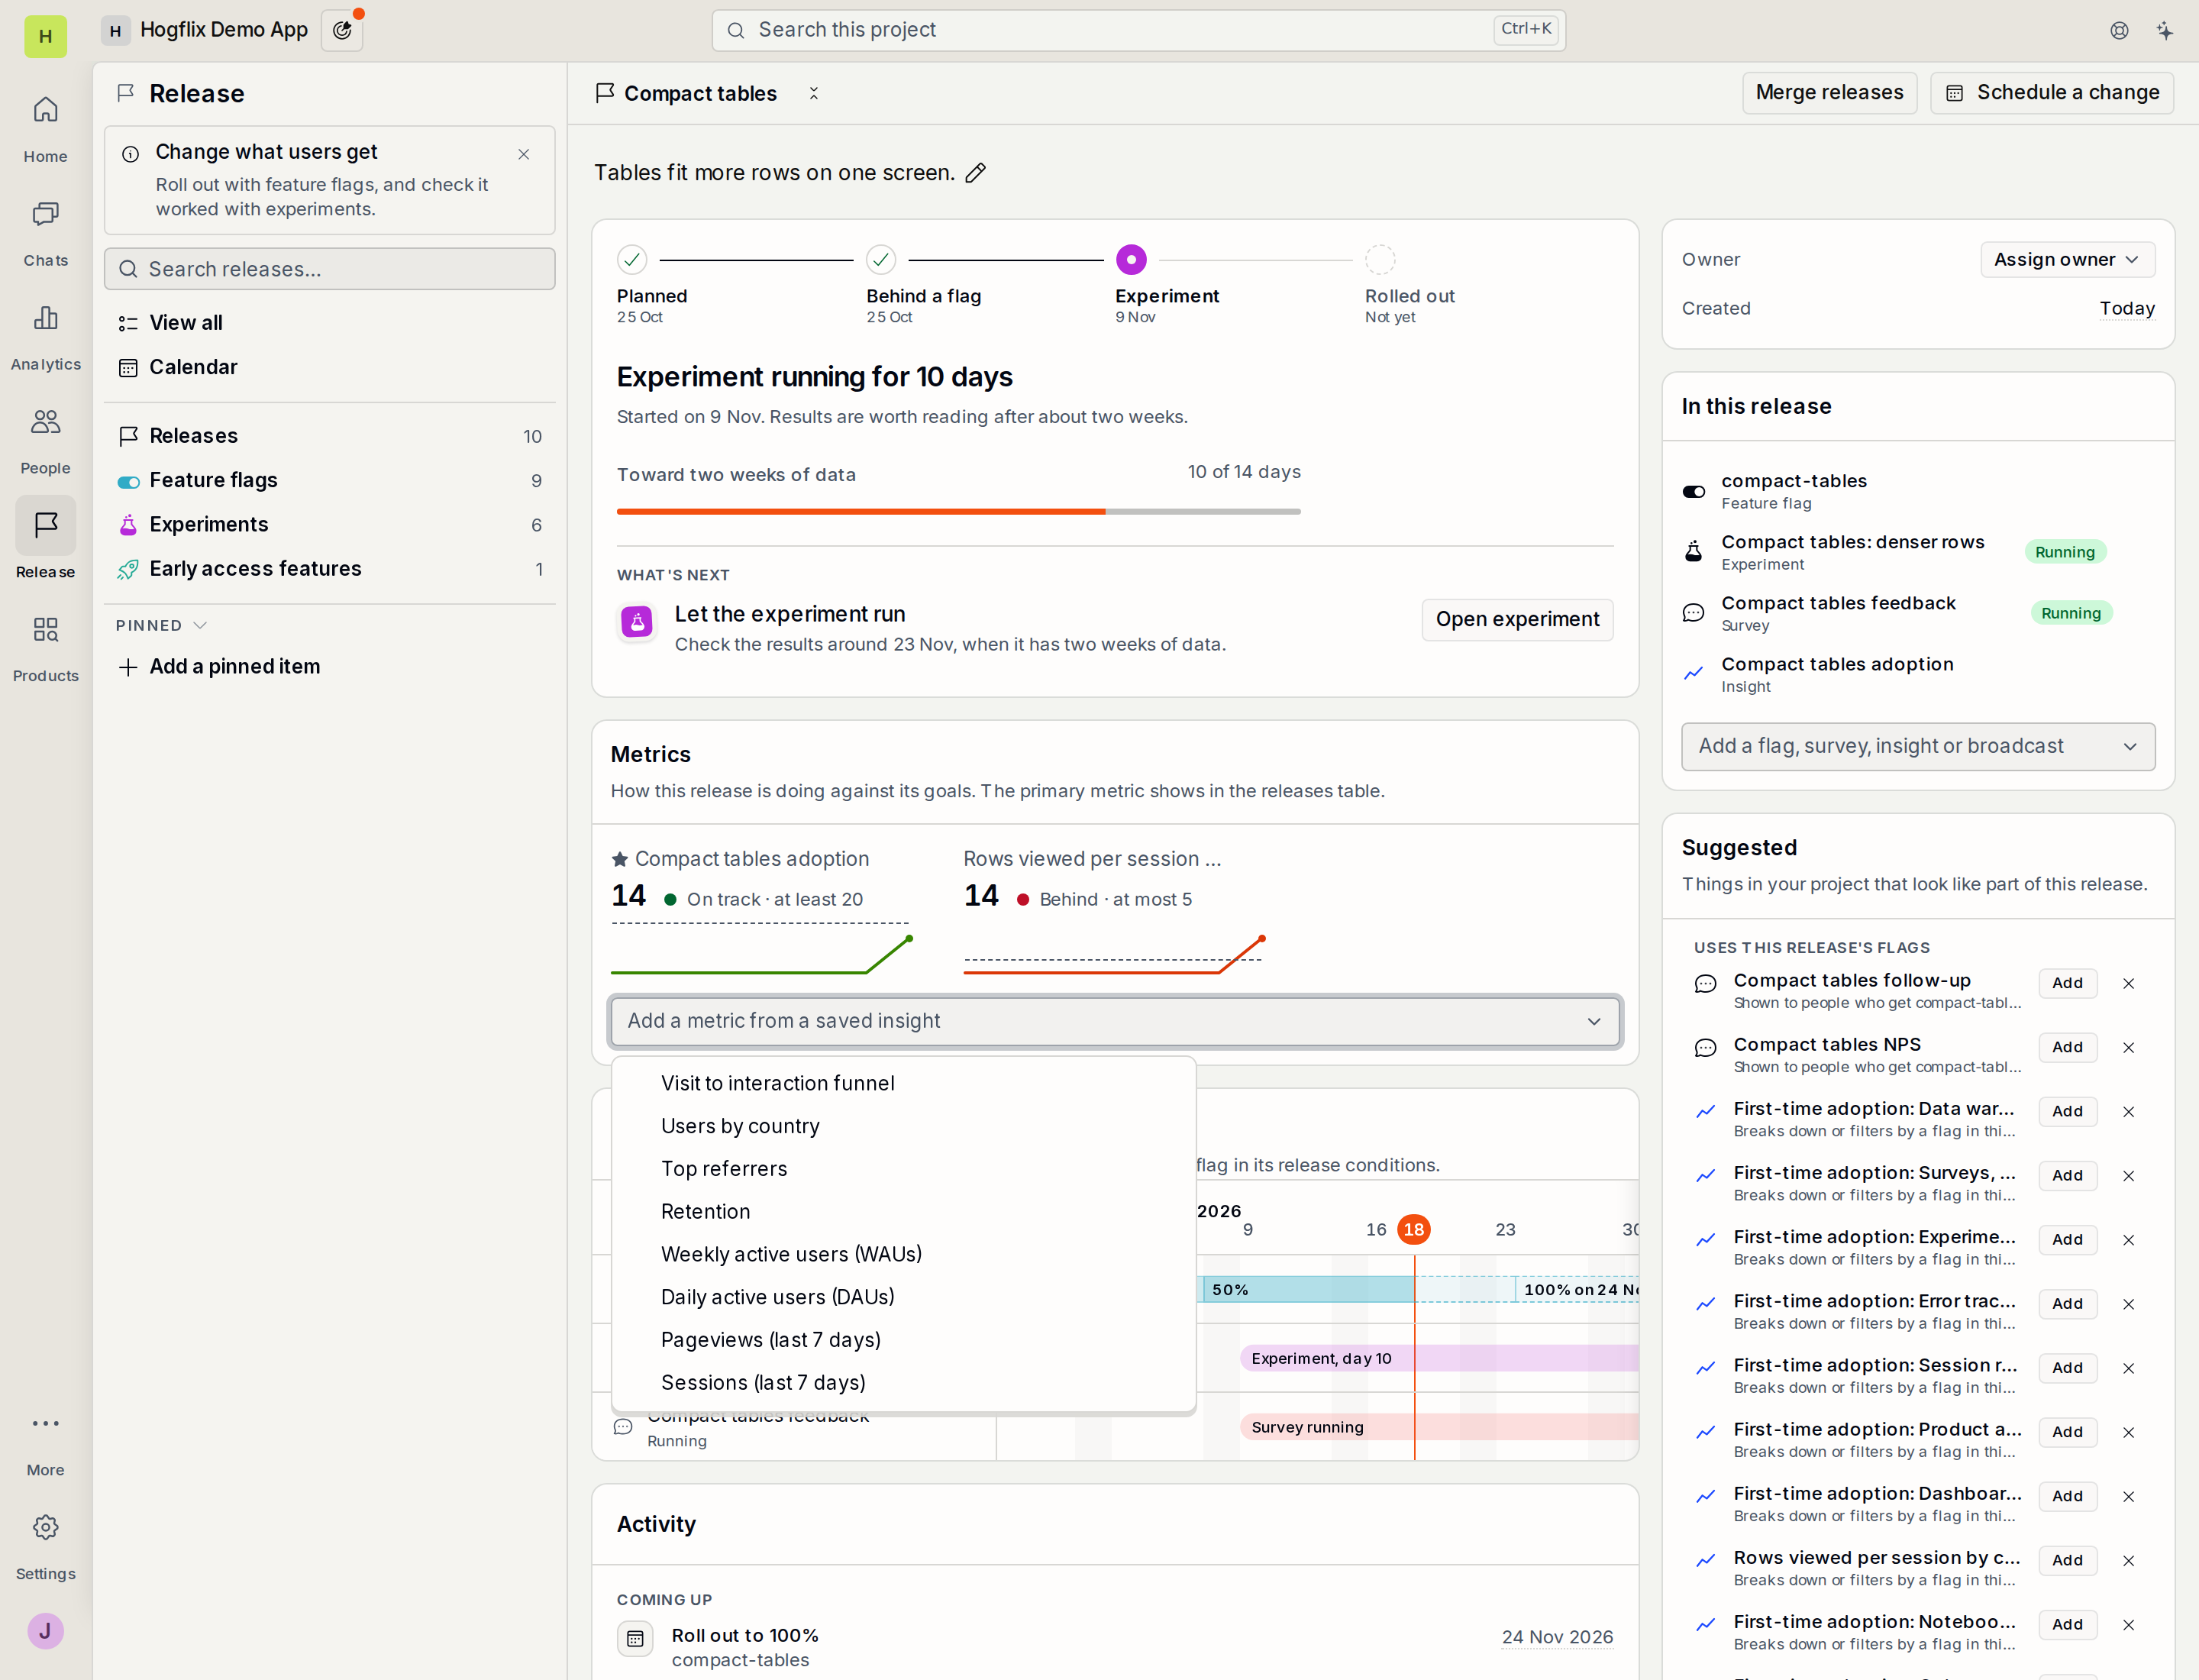 H
H
Hogflix Demo App
Search this project
Ctrl+K
Home
Chats
Analytics
People
Release
Products
More
Settings
J
Release
Change what users get
Roll out with feature flags, and check it
worked with experiments.
Search releases...
View all
Calendar
Releases
10
Feature flags
9
Experiments
6
Early access features
1
PINNED
Add a pinned item
Compact tables
Merge releases
Schedule a change
Tables fit more rows on one screen.
Planned
25 Oct
Behind a flag
25 Oct
Experiment
9 Nov
Rolled out
Not yet
Experiment running for 10 days
Started on 9 Nov. Results are worth reading after about two weeks.
Toward two weeks of data
10 of 14 days
WHAT'S NEXT
Let the experiment run
Check the results around 23 Nov, when it has two weeks of data.
Open experiment
Metrics
How this release is doing against its goals. The primary metric shows in the releases table.
Compact tables adoption
14
On track · at least 20
Rows viewed per session ...
14
Behind · at most 5
Add a metric from a saved insight
Visit to interaction funnel
Users by country
Top referrers
Retention
Weekly active users (WAUs)
Daily active users (DAUs)
Pageviews (last 7 days)
Sessions (last 7 days)
flag in its release conditions.
2026
9
16
18
23
30
50%
100% on 24 No
Experiment, day 10
Compact tables feedback
Running
Survey running
Activity
COMING UP
Roll out to 100%
compact-tables
24 Nov 2026
Owner
Assign owner
Created
Today
In this release
compact-tables
Feature flag
Compact tables: denser rows
Experiment
Running
Compact tables feedback
Survey
Running
Compact tables adoption
Insight
Add a flag, survey, insight or broadcast
Suggested
Things in your project that look like part of this release.
USES THIS RELEASE'S FLAGS
Compact tables follow-up
Shown to people who get compact-tabl...
Add
Compact tables NPS
Shown to people who get compact-tabl...
Add
First-time adoption: Data war...
Breaks down or filters by a flag in thi...
Add
First-time adoption: Surveys, ...
Breaks down or filters by a flag in thi...
Add
First-time adoption: Experime...
Breaks down or filters by a flag in thi...
Add
First-time adoption: Error trac...
Breaks down or filters by a flag in thi...
Add
First-time adoption: Session r...
Breaks down or filters by a flag in thi...
Add
First-time adoption: Product a...
Breaks down or filters by a flag in thi...
Add
First-time adoption: Dashboar...
Breaks down or filters by a flag in thi...
Add
Rows viewed per session by c...
Breaks down or filters by a flag in thi...
Add
First-time adoption: Noteboo...
Breaks down or filters by a flag in thi...
Add